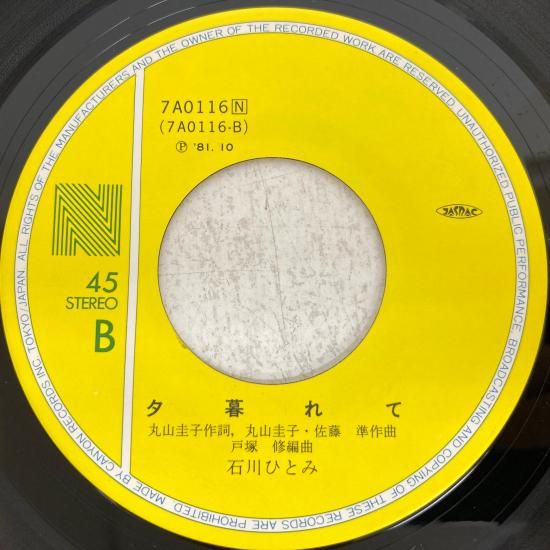 7A0116 N
(7A0116-B)
Ⓟ '81. 10
JASRAC
N
45
STEREO
B
夕暮れて
丸山圭子作詞, 丸山圭子・佐藤 準作曲
戸塚 修編曲
石川ひとみ
MADE BY CANYON RECORDS INC. TOKYO/JAPAN. ALL RIGHTS OF THE MANUFACTURERS AND THE OWNER OF THE RECORDED WORK ARE RESERVED. UNAUTHORIZED PUBLIC PERFORMANCE, BROADCASTING AND COPYING OF THESE RECORDS ARE PROHIBITED